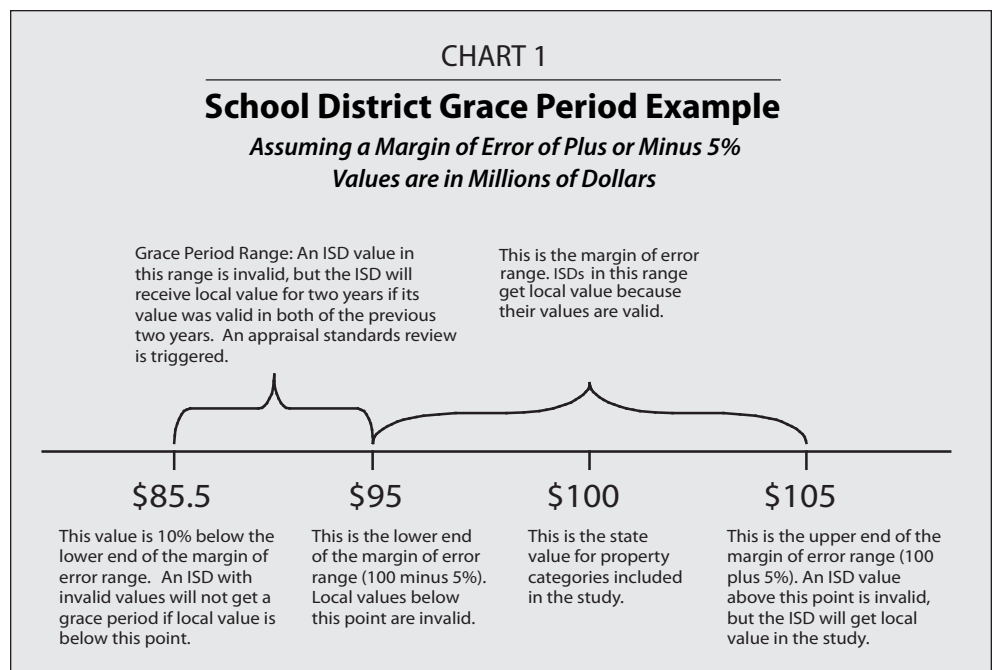 CHART 1
School District Grace Period Example
Assuming a Margin of Error of Plus or Minus 5%
Values are in Millions of Dollars
Grace Period Range: An ISD value in
this range is invalid, but the ISD will
receive local value for two years if its
value was valid in both of the previous
two years.  An appraisal standards review
is triggered.
This is the margin of error
range. ISDs in this range
get local value because
their values are valid.
$85.5
This value is 10% below the
lower end of the margin of
error range.  An ISD with
invalid values will not get a
grace period if local value is
below this point.
$95
This is the lower end
of the margin of error
range (100 minus 5%).
Local values below
this point are invalid.
$100
This is the state
value for property
categories included
in the study.
$105
This is the upper end of the
margin of error range (100
plus 5%). An ISD value
above this point is invalid,
but the ISD will get local
value in the study.